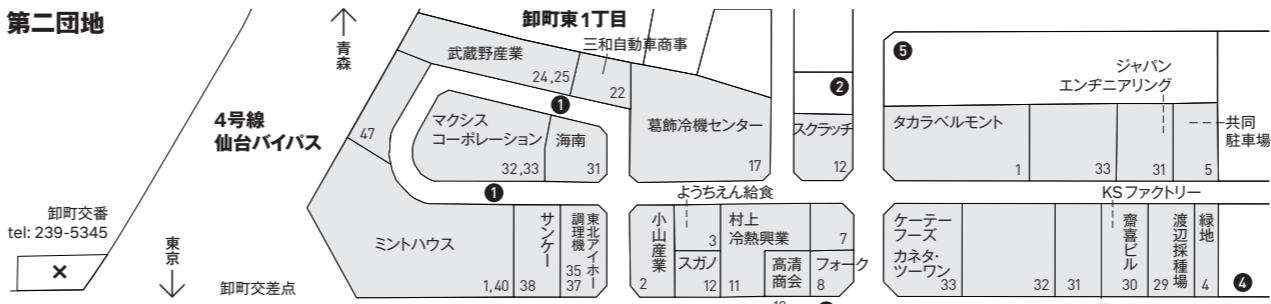 第二団地
青森
卸町東1丁目
武蔵野産業
三和自動車商事
24,25
22
❶
❷
❺
ジャパン
エンヂニアリング
4号線
仙台バイパス
47
マクシス
コーポレーション
海南
32,33
31
葛飾冷機センター
17
スクラッチ
12
タカラベルモント
1
33
31
5
共同
駐車場
❶
ようちえん給食
KSファクトリー
卸町交番
tel: 239-5345
東京
卸町交差点
ミントハウス
1,40
サンケー
38
東北アイホー
調理機
35
37
小山産業
2
3
スガノ
12
村上
冷熱興業
11
高清
商会
7
フォーク
8
ケーテー
フーズ
カネタ・
ツーワン
33
32
31
齋喜ビル
30
渡辺採種場
29
緑地
4
❹